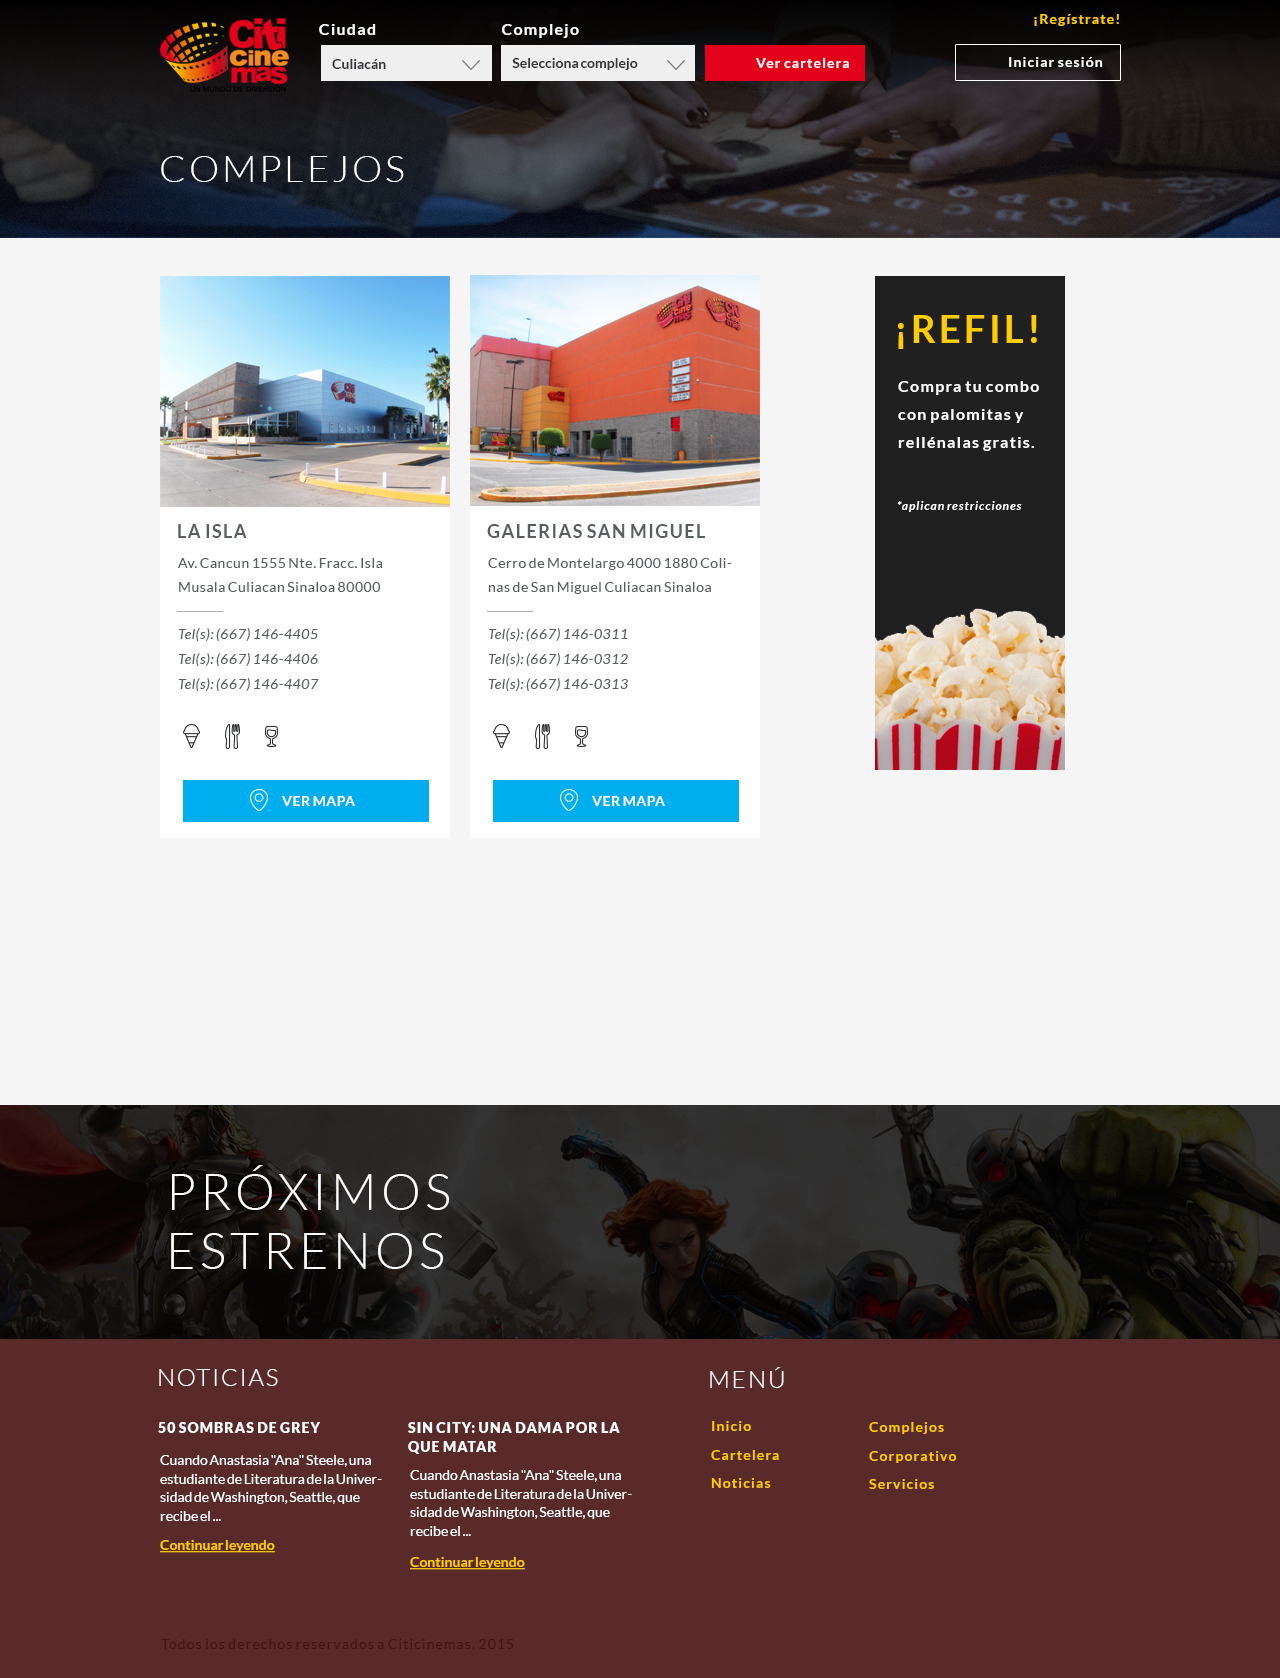 Citi
cine
mas
UN MUNDO DE DIVERSIÓN
Ciudad
Culiacán
Complejo
Selecciona complejo
Ver cartelera
¡Regístrate!
Iniciar sesión
COMPLEJOS
LA ISLA
Av. Cancun 1555 Nte. Fracc. Isla
Musala Culiacan Sinaloa 80000
Tel(s): (667) 146-4405
Tel(s): (667) 146-4406
Tel(s): (667) 146-4407
VER MAPA
GALERIAS SAN MIGUEL
Cerro de Montelargo 4000 1880 Coli-
nas de San Miguel Culiacan Sinaloa
Tel(s): (667) 146-0311
Tel(s): (667) 146-0312
Tel(s): (667) 146-0313
VER MAPA
¡REFIL!
Compra tu combo
con palomitas y
rellénalas gratis.
*aplican restricciones
PRÓXIMOS
ESTRENOS
NOTICIAS
50 SOMBRAS DE GREY
Cuando Anastasia "Ana" Steele, una
estudiante de Literatura de la Univer-
sidad de Washington, Seattle, que
recibe el ...
Continuar leyendo
SIN CITY: UNA DAMA POR LA
QUE MATAR
Cuando Anastasia "Ana" Steele, una
estudiante de Literatura de la Univer-
sidad de Washington, Seattle, que
recibe el ...
Continuar leyendo
MENÚ
Inicio
Cartelera
Noticias
Complejos
Corporativo
Servicios
Todos los derechos reservados a Citicinemas. 2015